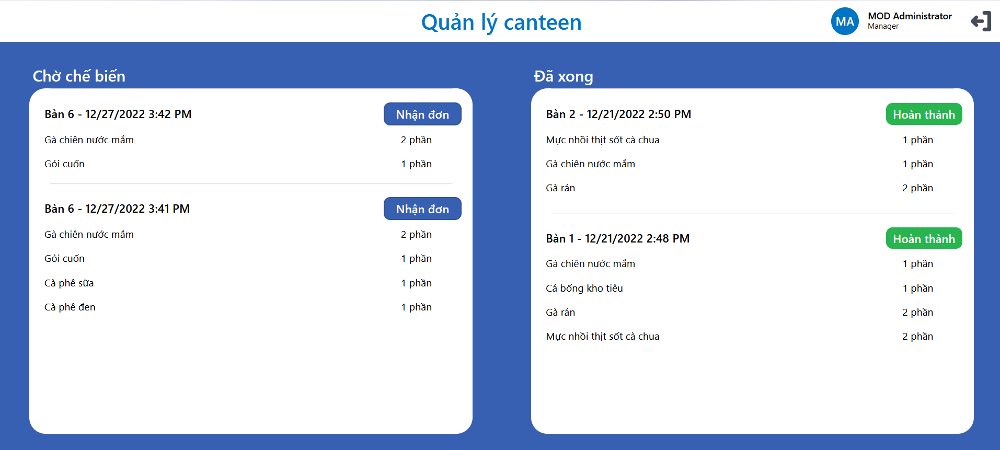 Quản lý canteen
MA
MOD Administrator
Manager
Chờ chế biến
Bàn 6 - 12/27/2022 3:42 PM
Nhận đơn
Gà chiên nước mắm 2 phần
Gỏi cuốn 1 phần
Bàn 6 - 12/27/2022 3:41 PM
Nhận đơn
Gà chiên nước mắm 2 phần
Gỏi cuốn 1 phần
Cà phê sữa 1 phần
Cà phê đen 1 phần
Đã xong
Bàn 2 - 12/21/2022 2:50 PM
Hoàn thành
Mực nhồi thịt sốt cà chua 1 phần
Gà chiên nước mắm 1 phần
Gà rán 2 phần
Bàn 1 - 12/21/2022 2:48 PM
Hoàn thành
Gà chiên nước mắm 1 phần
Cá bống kho tiêu 1 phần
Gà rán 2 phần
Mực nhồi thịt sốt cà chua 2 phần